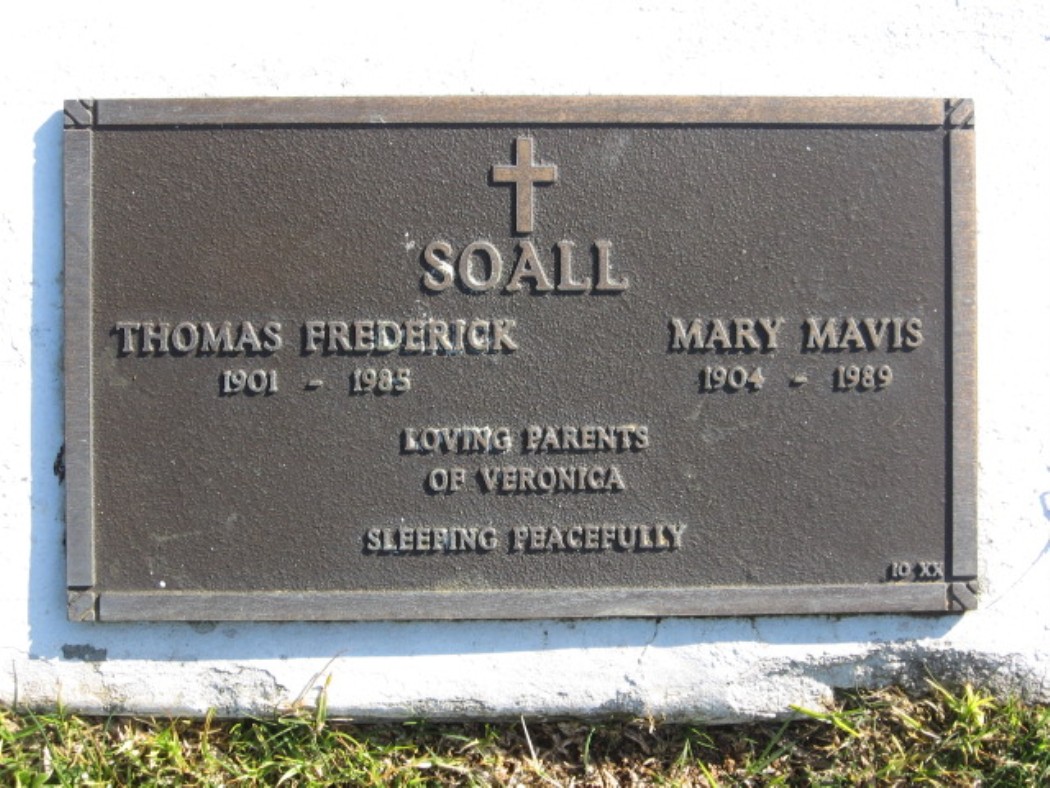 SOALL
THOMAS FREDERICK MARY MAVIS
1901 - 1985 1904 - 1989
LOVING PARENTS
OF VERONICA
SLEEPING PEACEFULLY
10 XX